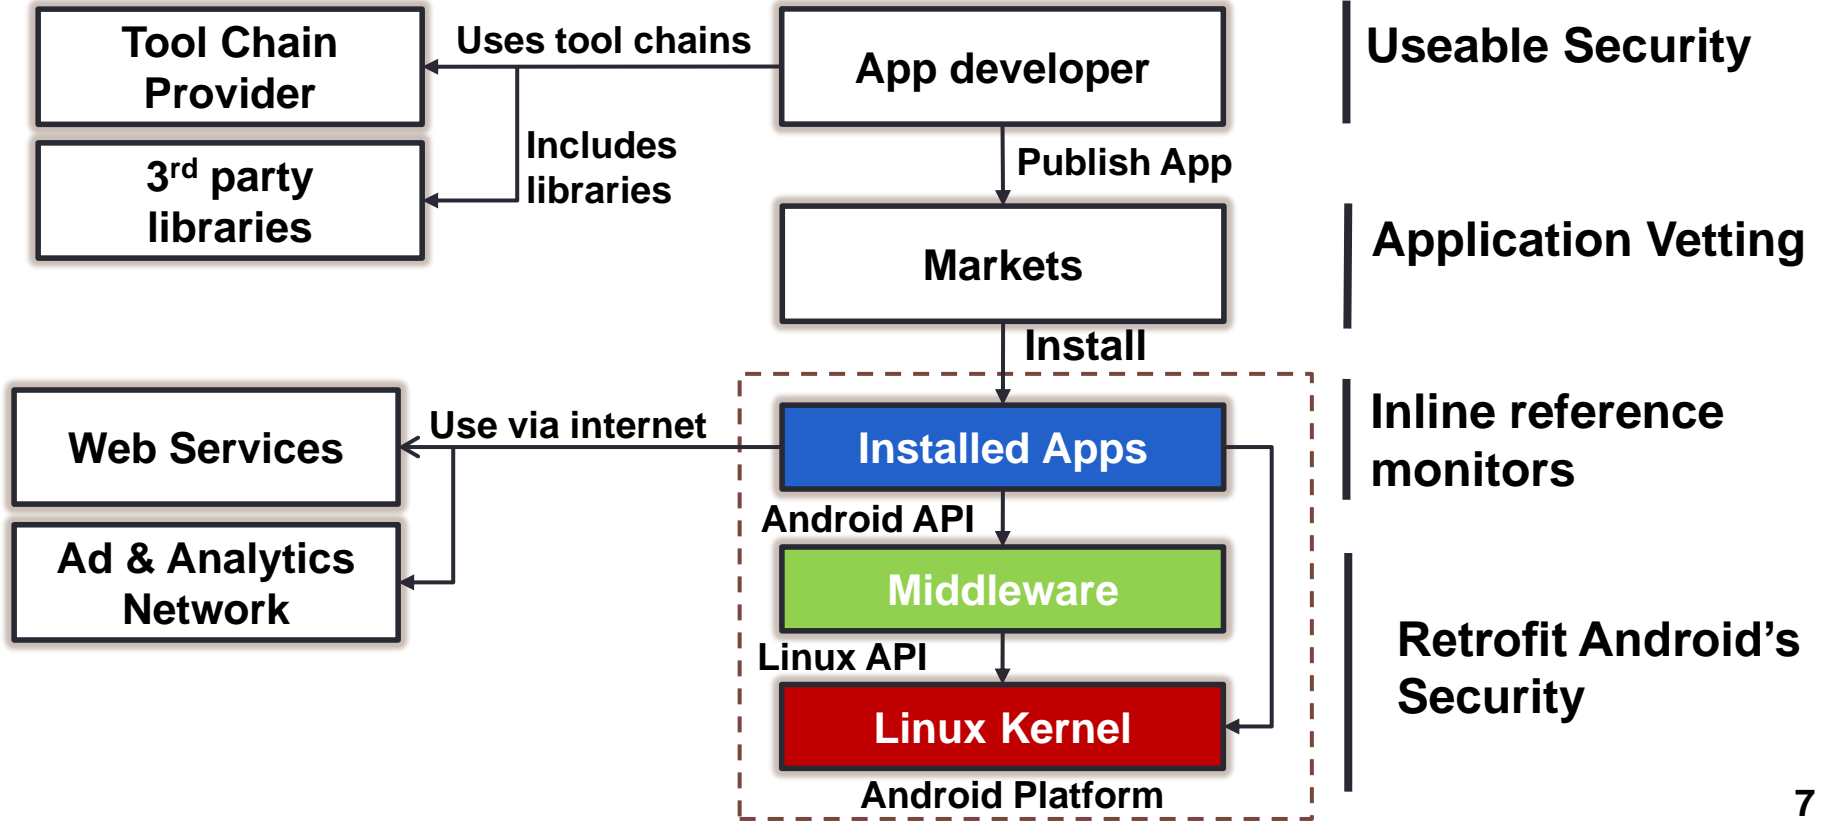 Tool Chain
Provider
Uses tool chains
App developer
Useable Security
3rd party
libraries
Includes
libraries
Publish App
Markets
Application Vetting
Install
Web Services
Use via internet
Installed Apps
Inline reference
monitors
Android API
Ad & Analytics
Network
Middleware
Linux API
Retrofit Android’s
Security
Linux Kernel
Android Platform
7